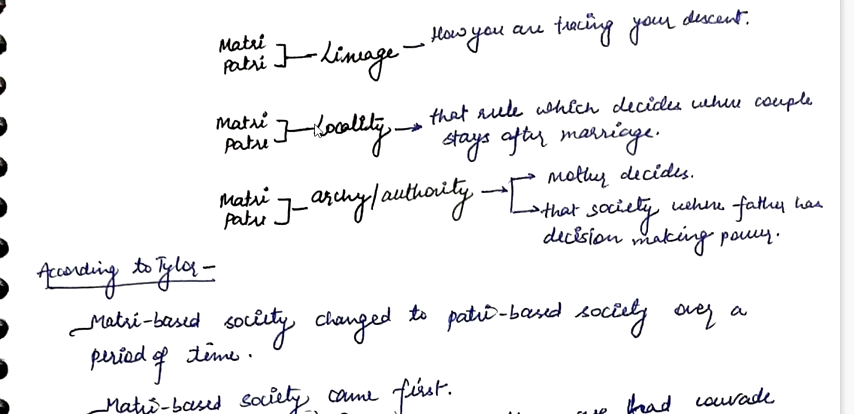 Matri
Patri ]— Lineage — How you are tracing your descent.
Matri
Patri ]— Locality → that rule which decides where couple
stays after marriage.
Matri
Patri ]— archy/authority → mother decides.
→ that society where father has
decision making power.
According to Tylor –
Matri-based society changed to patri-based society over a
period of time.
Matri-based society came first.
had couvade